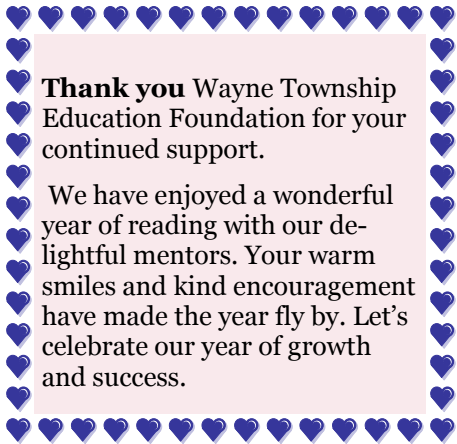 Thank you Wayne Township
Education Foundation for your
continued support.
We have enjoyed a wonderful
year of reading with our de-
lightful mentors. Your warm
smiles and kind encouragement
have made the year fly by. Let’s
celebrate our year of growth
and success.